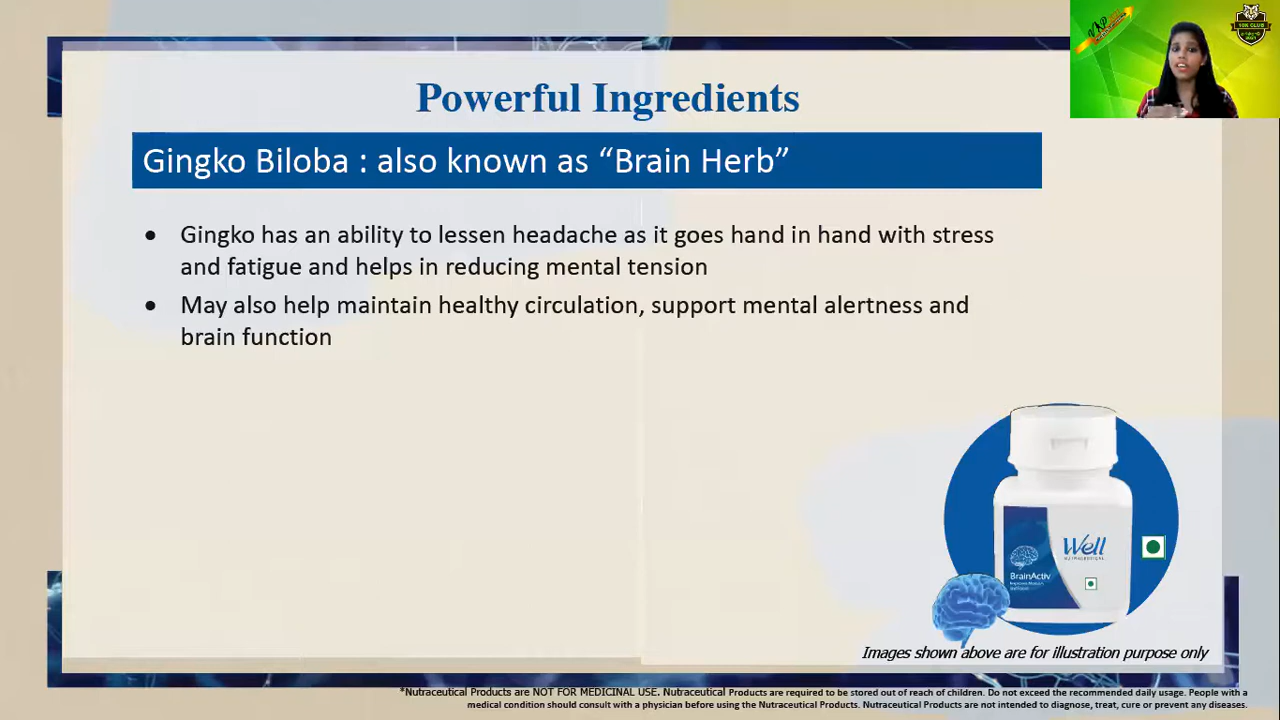 Powerful Ingredients
Gingko Biloba : also known as “Brain Herb”
● Gingko has an ability to lessen headache as it goes hand in hand with stress
and fatigue and helps in reducing mental tension
● May also help maintain healthy circulation, support mental alertness and
brain function
Well
NUTRACEUTICAL
BrainActiv
Images shown above are for illustration purpose only
*Nutraceutical Products are NOT FOR MEDICINAL USE. Nutraceutical Products are required to be stored out of reach of children. Do not exceed the recommended daily usage. People with a
medical condition should consult with a physician before using the Nutraceutical Products. Nutraceutical Products are not intended to diagnose, treat, cure or prevent any diseases.